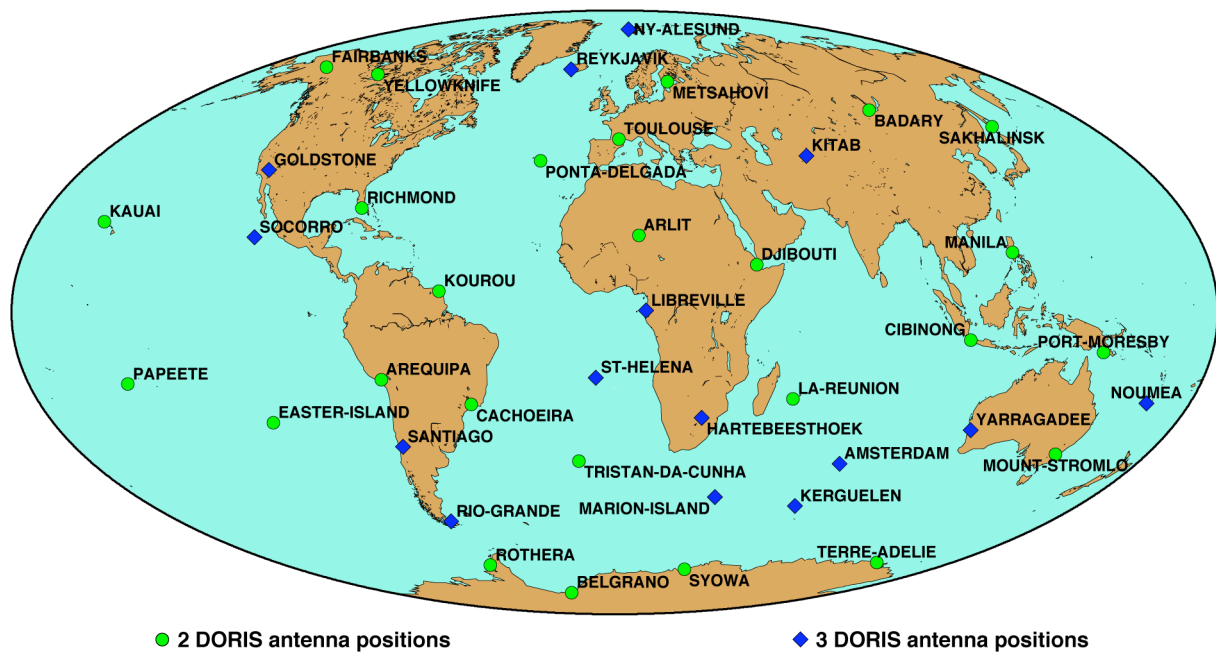 NY-ALESUND
FAIRBANKS
REYKJAVIK
YELLOWKNIFE
METSAHOVI
BADARY
TOULOUSE
SAKHALINSK
KITAB
GOLDSTONE
PONTA-DELGADA
RICHMOND
KAUAI
SOCORRO
ARLIT
MANILA
DJIBOUTI
KOUROU
LIBREVILLE
CIBINONG
PORT-MORESBY
ST-HELENA
PAPEETE
AREQUIPA
LA-REUNION
NOUMEA
EASTER-ISLAND
CACHOEIRA
YARRAGADEE
HARTEBEESTHOEK
SANTIAGO
AMSTERDAM
MOUNT-STROMLO
TRISTAN-DA-CUNHA
KERGUELEN
MARION-ISLAND
RIO-GRANDE
TERRE-ADELIE
ROTHERA
SYOWA
BELGRANO
2 DORIS antenna positions
3 DORIS antenna positions